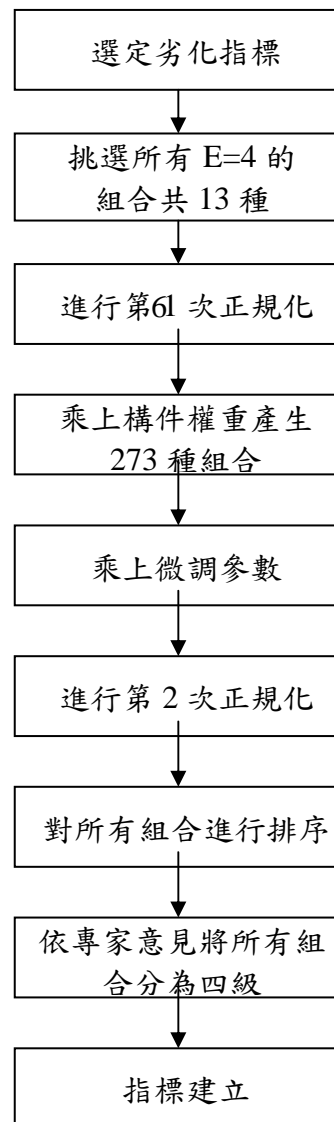 選定劣化指標
挑選所有 E=4 的
組合共 13 種
進行第61 次正規化
乘上構件權重產生
273 種組合
乘上微調參數
進行第 2 次正規化
對所有組合進行排序
依專家意見將所有組
合分為四級
指標建立